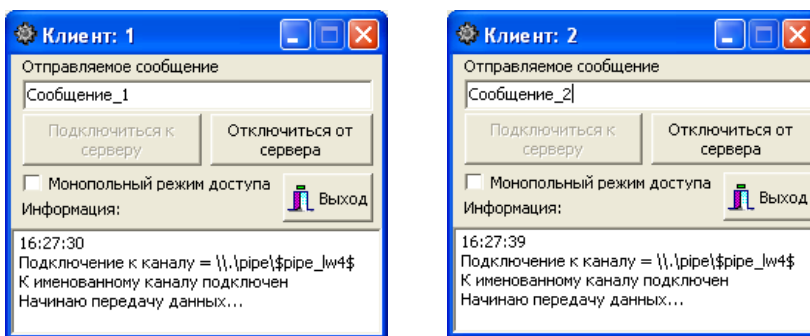 Клиент: 1
Отправляемое сообщение
Сообщение_1
Подключиться к
серверу
Отключиться от
сервера
Монопольный режим доступа
Выход
Информация:
16:27:30
Подключение к каналу = \\.\pipe\$pipe_lw4$
К именованному каналу подключен
Начинаю передачу данных...
Клиент: 2
Отправляемое сообщение
Сообщение_2
Подключиться к
серверу
Отключиться от
сервера
Монопольный режим доступа
Выход
Информация:
16:27:39
Подключение к каналу = \\.\pipe\$pipe_lw4$
К именованному каналу подключен
Начинаю передачу данных...